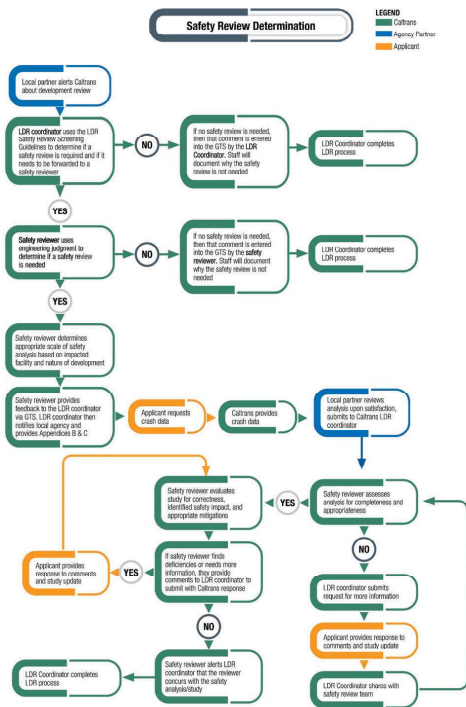 Safety Review Determination
LEGEND
Caltrans
Agency Partner
Applicant
Local partner alerts Caltrans
about development review
LDR coordinator uses the LDR
Safety Review Screening
Guidelines to determine if a
safety review is required and if it
needs to be forwarded to a
safety reviewer
NO
If no safety review is needed,
then that comment is entered
into the GTS by the LDR
Coordinator. Staff will
document why the safety
review is not needed
LDR Coordinator completes
LDR process
YES
Safety reviewer uses
engineering judgment to
determine if a safety review
is needed
NO
If no safety review is needed,
then that comment is entered
into the GTS by the safety
reviewer. Staff will document
why the safety review is not
needed
LDR Coordinator completes
LDR process
YES
Safety reviewer determines
appropriate scale of safety
analysis based on impacted
facility and nature of development
Safety reviewer provides
feedback to the LDR coordinator
via GTS. LDR coordinator then
notifies local agency and
provides Appendices B & C
Applicant requests
crash data
Caltrans provides
crash data
Local partner reviews
analysis upon satisfaction,
submits to Caltrans LDR
coordinator
Safety reviewer evaluates
study for correctness,
identified safety impact, and
appropriate mitigations
YES
Safety reviewer assesses
analysis for completeness and
appropriateness
Applicant provides
response to comments
and study update
YES
If safety reviewer finds
deficiencies or needs more
information, they provide
comments to LDR coordinator to
submit with Caltrans response
NO
LDR coordinator submits
request for more information
NO
Applicant provides response to
comments and study update
LDR Coordinator completes
LDR process
Safety reviewer alerts LDR
coordinator that the reviewer
concurs with the safety
analysis/study
LDR Coordinator shares with
safety review team